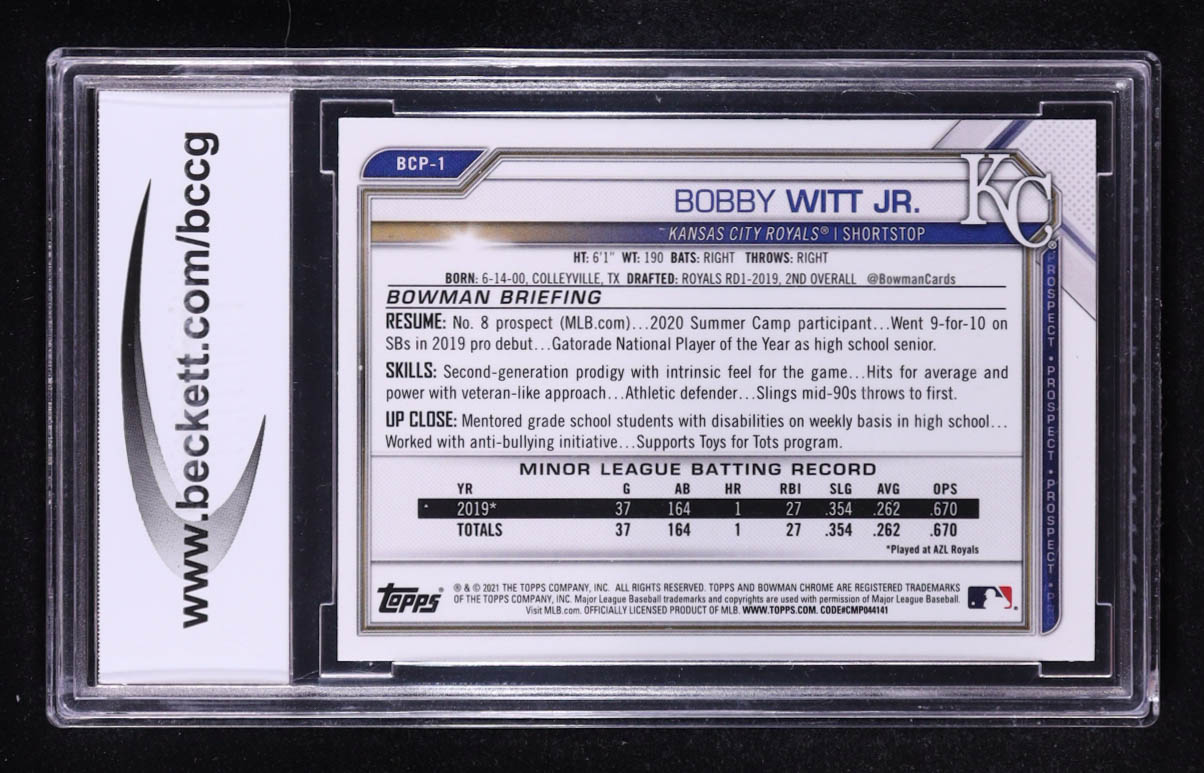 www.beckett.com/bccg
BCP-1
KC
BOBBY WITT JR.
KANSAS CITY ROYALS® | SHORTSTOP
HT: 6'1" WT: 190 BATS: RIGHT THROWS: RIGHT
BORN: 6-14-00, COLLEYVILLE, TX DRAFTED: ROYALS RD1-2019, 2ND OVERALL @BowmanCards
BOWMAN BRIEFING
RESUME: No. 8 prospect (MLB.com)...2020 Summer Camp participant...Went 9-for-10 on
SBs in 2019 pro debut...Gatorade National Player of the Year as high school senior.
SKILLS: Second-generation prodigy with intrinsic feel for the game...Hits for average and
power with veteran-like approach...Athletic defender...Slings mid-90s throws to first.
UP CLOSE: Mentored grade school students with disabilities on weekly basis in high school...
Worked with anti-bullying initiative...Supports Toys for Tots program.
MINOR LEAGUE BATTING RECORD
YR G AB HR RBI SLG AVG OPS
2019* 37 164 1 27 .354 .262 .670
TOTALS 37 164 1 27 .354 .262 .670
*Played at AZL Royals
Topps
® & © 2021 THE TOPPS COMPANY, INC. ALL RIGHTS RESERVED. TOPPS AND BOWMAN CHROME ARE REGISTERED TRADEMARKS
OF THE TOPPS COMPANY, INC. Major League Baseball trademarks and copyrights are used with permission of Major League Baseball.
Visit MLB.com. OFFICIALLY LICENSED PRODUCT OF MLB. WWW.TOPPS.COM. CODE#CMP044141
PROSPECT • PROSPECT • PROSPECT • PR